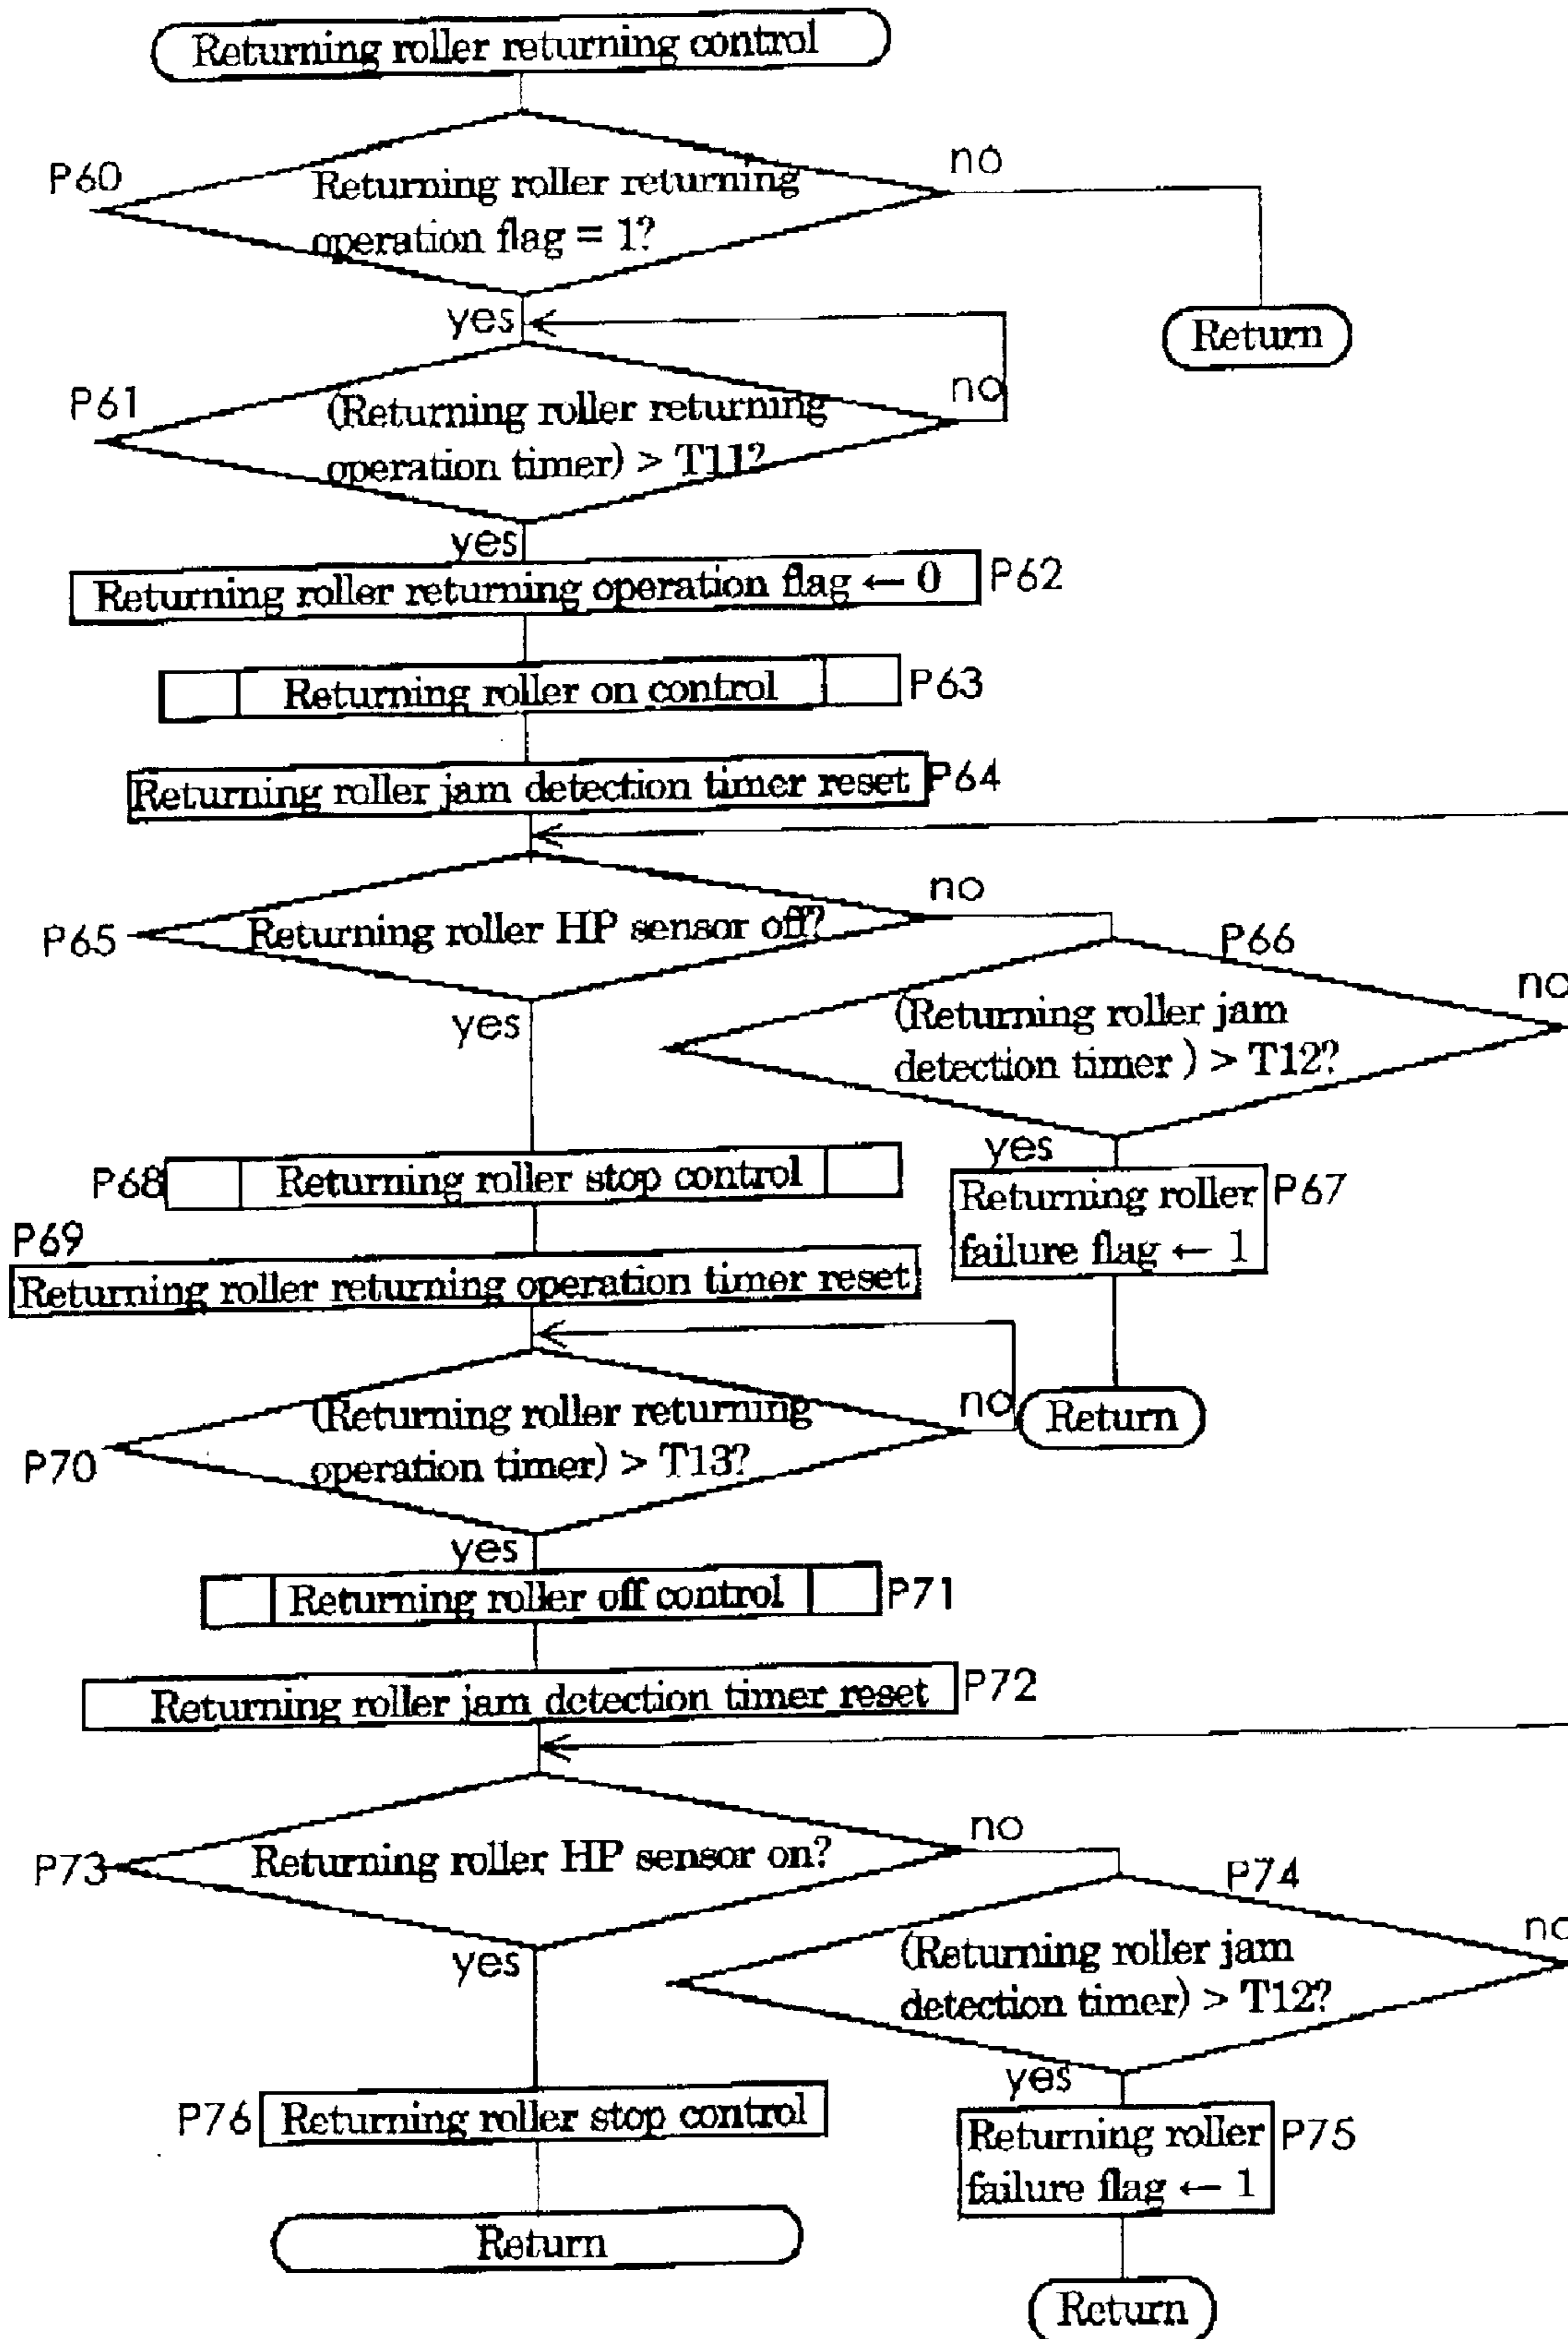 Returning roller returning control
P60
Returning roller returning
operation flag = 1?
no
Return
yes
P61
(Returning roller returning
operation timer) > T11?
no
yes
Returning roller returning operation flag ← 0
P62
Returning roller on control
P63
Returning roller jam detection timer reset
P64
P65
Returning roller HP sensor off?
no
yes
P66
(Returning roller jam
detection timer ) > T12?
no
yes
Returning roller
failure flag ← 1
P67
Return
P68
Returning roller stop control
P69
Returning roller returning operation timer reset
P70
(Returning roller returning
operation timer) > T13?
no
yes
Returning roller off control
P71
Returning roller jam detection timer reset
P72
P73
Returning roller HP sensor on?
no
yes
P74
(Returning roller jam
detection timer) > T12?
no
yes
Returning roller
failure flag ← 1
P75
Return
P76
Returning roller stop control
Return